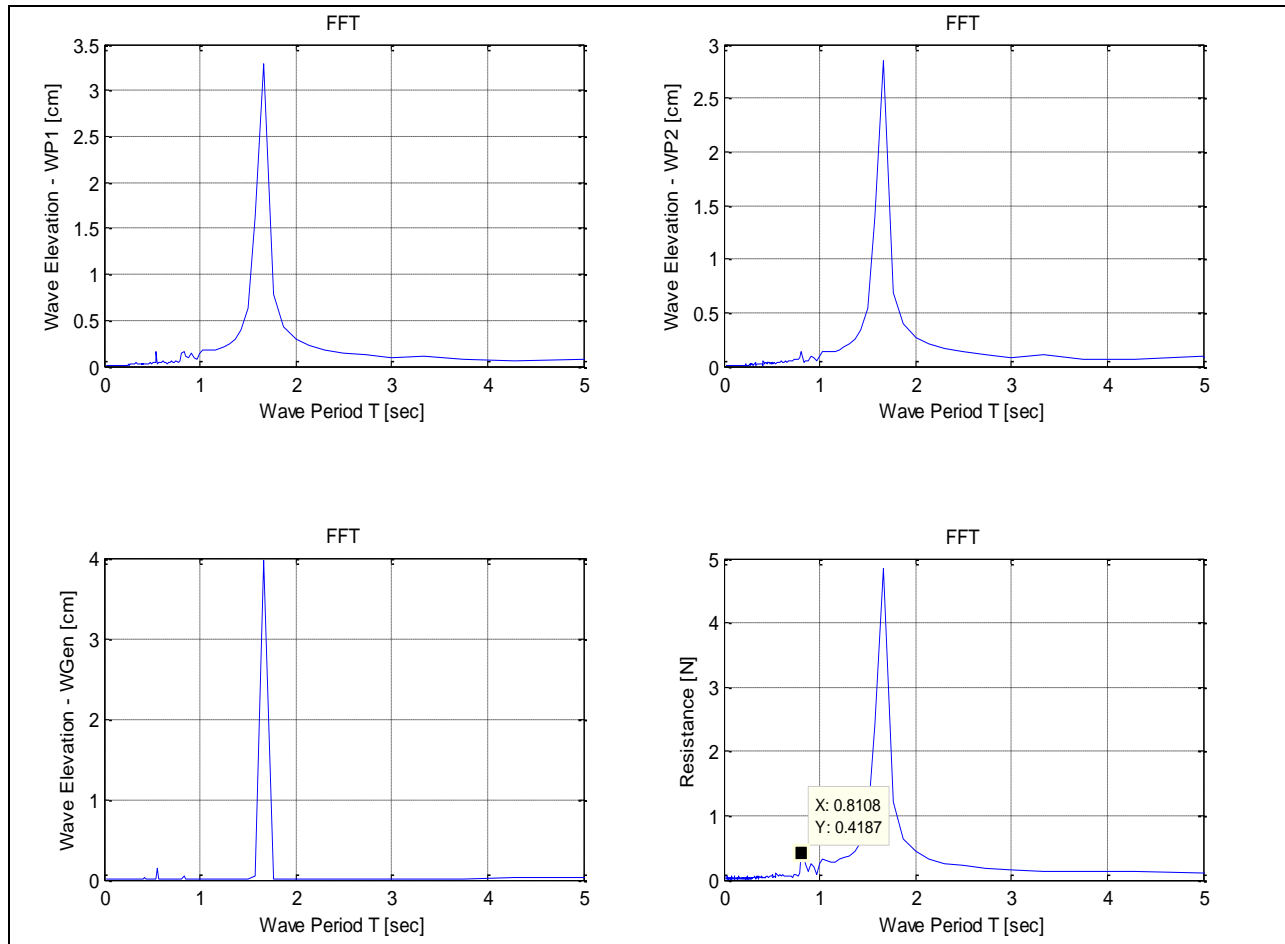 FFT
3.5
3
2.5
2
1.5
1
0.5
0
Wave Elevation - WP1 [cm]
0 1 2 3 4 5
Wave Period T [sec]
FFT
3
2.5
2
1.5
1
0.5
0
Wave Elevation - WP2 [cm]
0 1 2 3 4 5
Wave Period T [sec]
FFT
4
3
2
1
0
Wave Elevation - WGen [cm]
0 1 2 3 4 5
Wave Period T [sec]
FFT
5
4
3
2
1
0
Resistance [N]
X: 0.8108
Y: 0.4187
0 1 2 3 4 5
Wave Period T [sec]